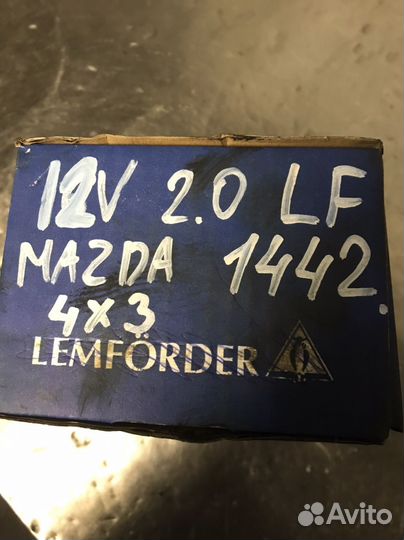 12V 2.0 LF
MAZDA 1442
4x3
LEMFÖRDER
Avito